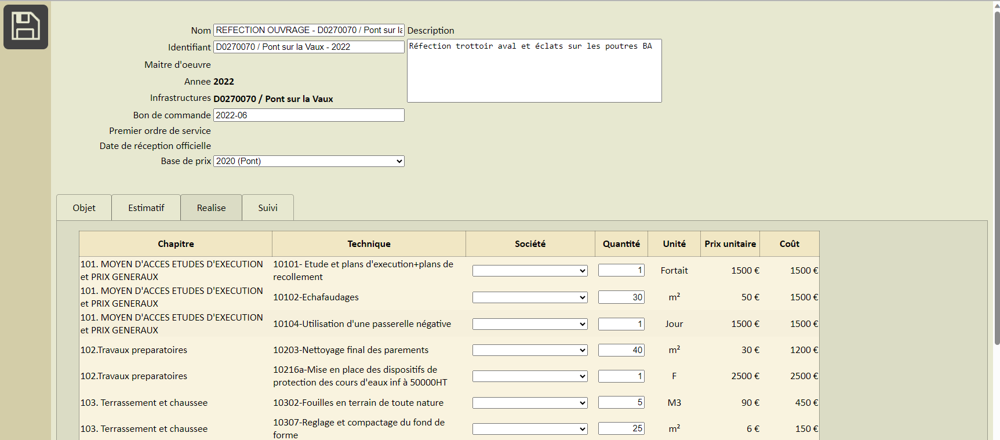 Nom REFECTION OUVRAGE - D0270070 / Pont sur la Description
Identifiant D0270070 / Pont sur la Vaux - 2022
Réfection trottoir aval et éclats sur les poutres BA
Maitre d'oeuvre
Annee 2022
Infrastructures D0270070 / Pont sur la Vaux
Bon de commande 2022-06
Premier ordre de service
Date de réception officielle
Base de prix 2020 (Pont)
Objet Estimatif Realise Suivi
Chapitre Technique Société Quantité Unité Prix unitaire Coût
101. MOYEN D'ACCES ETUDES D'EXECUTION
et PRIX GENERAUX
10101- Etude et plans d'execution+plans de
recollement
1 Fortait 1500 € 1500 €
101. MOYEN D'ACCES ETUDES D'EXECUTION
et PRIX GENERAUX
10102-Echafaudages 30 m² 50 € 1500 €
101. MOYEN D'ACCES ETUDES D'EXECUTION
et PRIX GENERAUX
10104-Utilisation d'une passerelle négative 1 Jour 1500 € 1500 €
102.Travaux preparatoires 10203-Nettoyage final des parements 40 m² 30 € 1200 €
102.Travaux preparatoires
10216a-Mise en place des dispositifs de
protection des cours d'eaux inf à 50000HT
1 F 2500 € 2500 €
103. Terrassement et chaussee 10302-Fouilles en terrain de toute nature 5 M3 90 € 450 €
103. Terrassement et chaussee
10307-Reglage et compactage du fond de
forme
25 m² 6 € 150 €